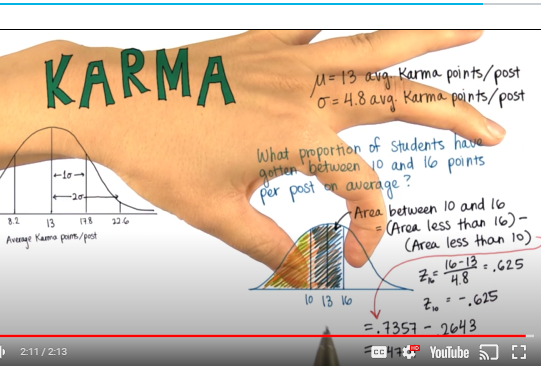 KARMA
μ = 13 avg. Karma points/post
σ = 4.8 avg. Karma points/post
What proportion of students have
gotten between 10 and 16 points
per post on average?
←1σ→
←2σ→
8.2 13 17.8 22.6
Average Karma points/post
Area between 10 and 16
= (Area less than 16) −
(Area less than 10)
Z₁₆ = 16-13 / 4.8 = .625
Z₁₀ = -.625
10 13 16
= .7357 - .2643
2:11 / 2:13
CC
HD
YouTube